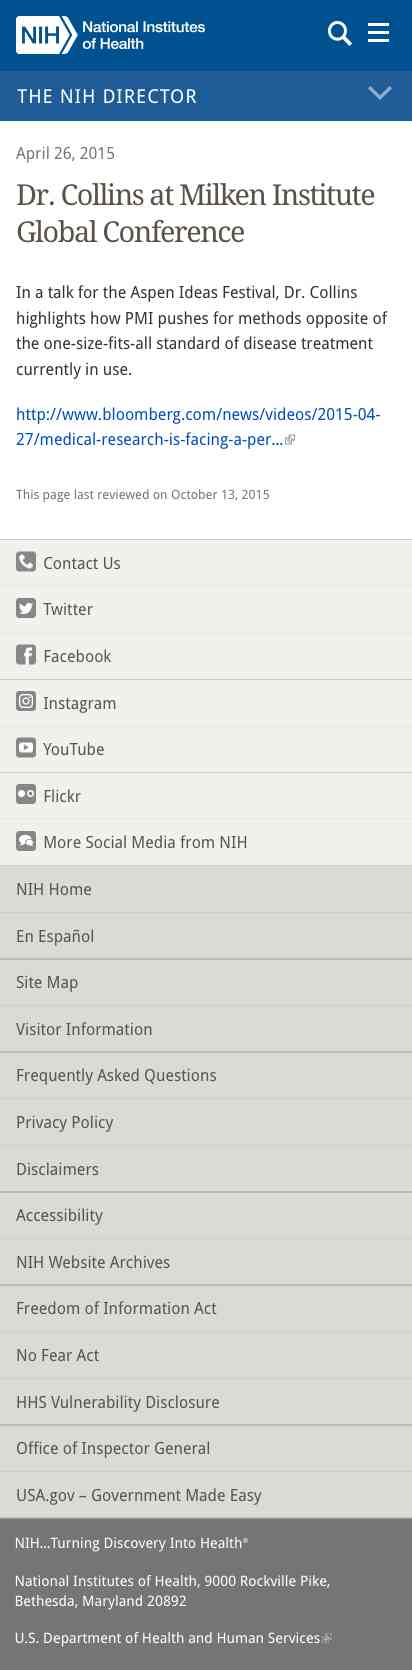 NIH National Institutes
of Health
THE NIH DIRECTOR
April 26, 2015
Dr. Collins at Milken Institute
Global Conference
In a talk for the Aspen Ideas Festival, Dr. Collins
highlights how PMI pushes for methods opposite of
the one-size-fits-all standard of disease treatment
currently in use.
http://www.bloomberg.com/news/videos/2015-04-
27/medical-research-is-facing-a-per...
This page last reviewed on October 13, 2015
Contact Us
Twitter
Facebook
Instagram
YouTube
Flickr
More Social Media from NIH
NIH Home
En Español
Site Map
Visitor Information
Frequently Asked Questions
Privacy Policy
Disclaimers
Accessibility
NIH Website Archives
Freedom of Information Act
No Fear Act
HHS Vulnerability Disclosure
Office of Inspector General
USA.gov – Government Made Easy
NIH...Turning Discovery Into Health®
National Institutes of Health, 9000 Rockville Pike,
Bethesda, Maryland 20892
U.S. Department of Health and Human Services